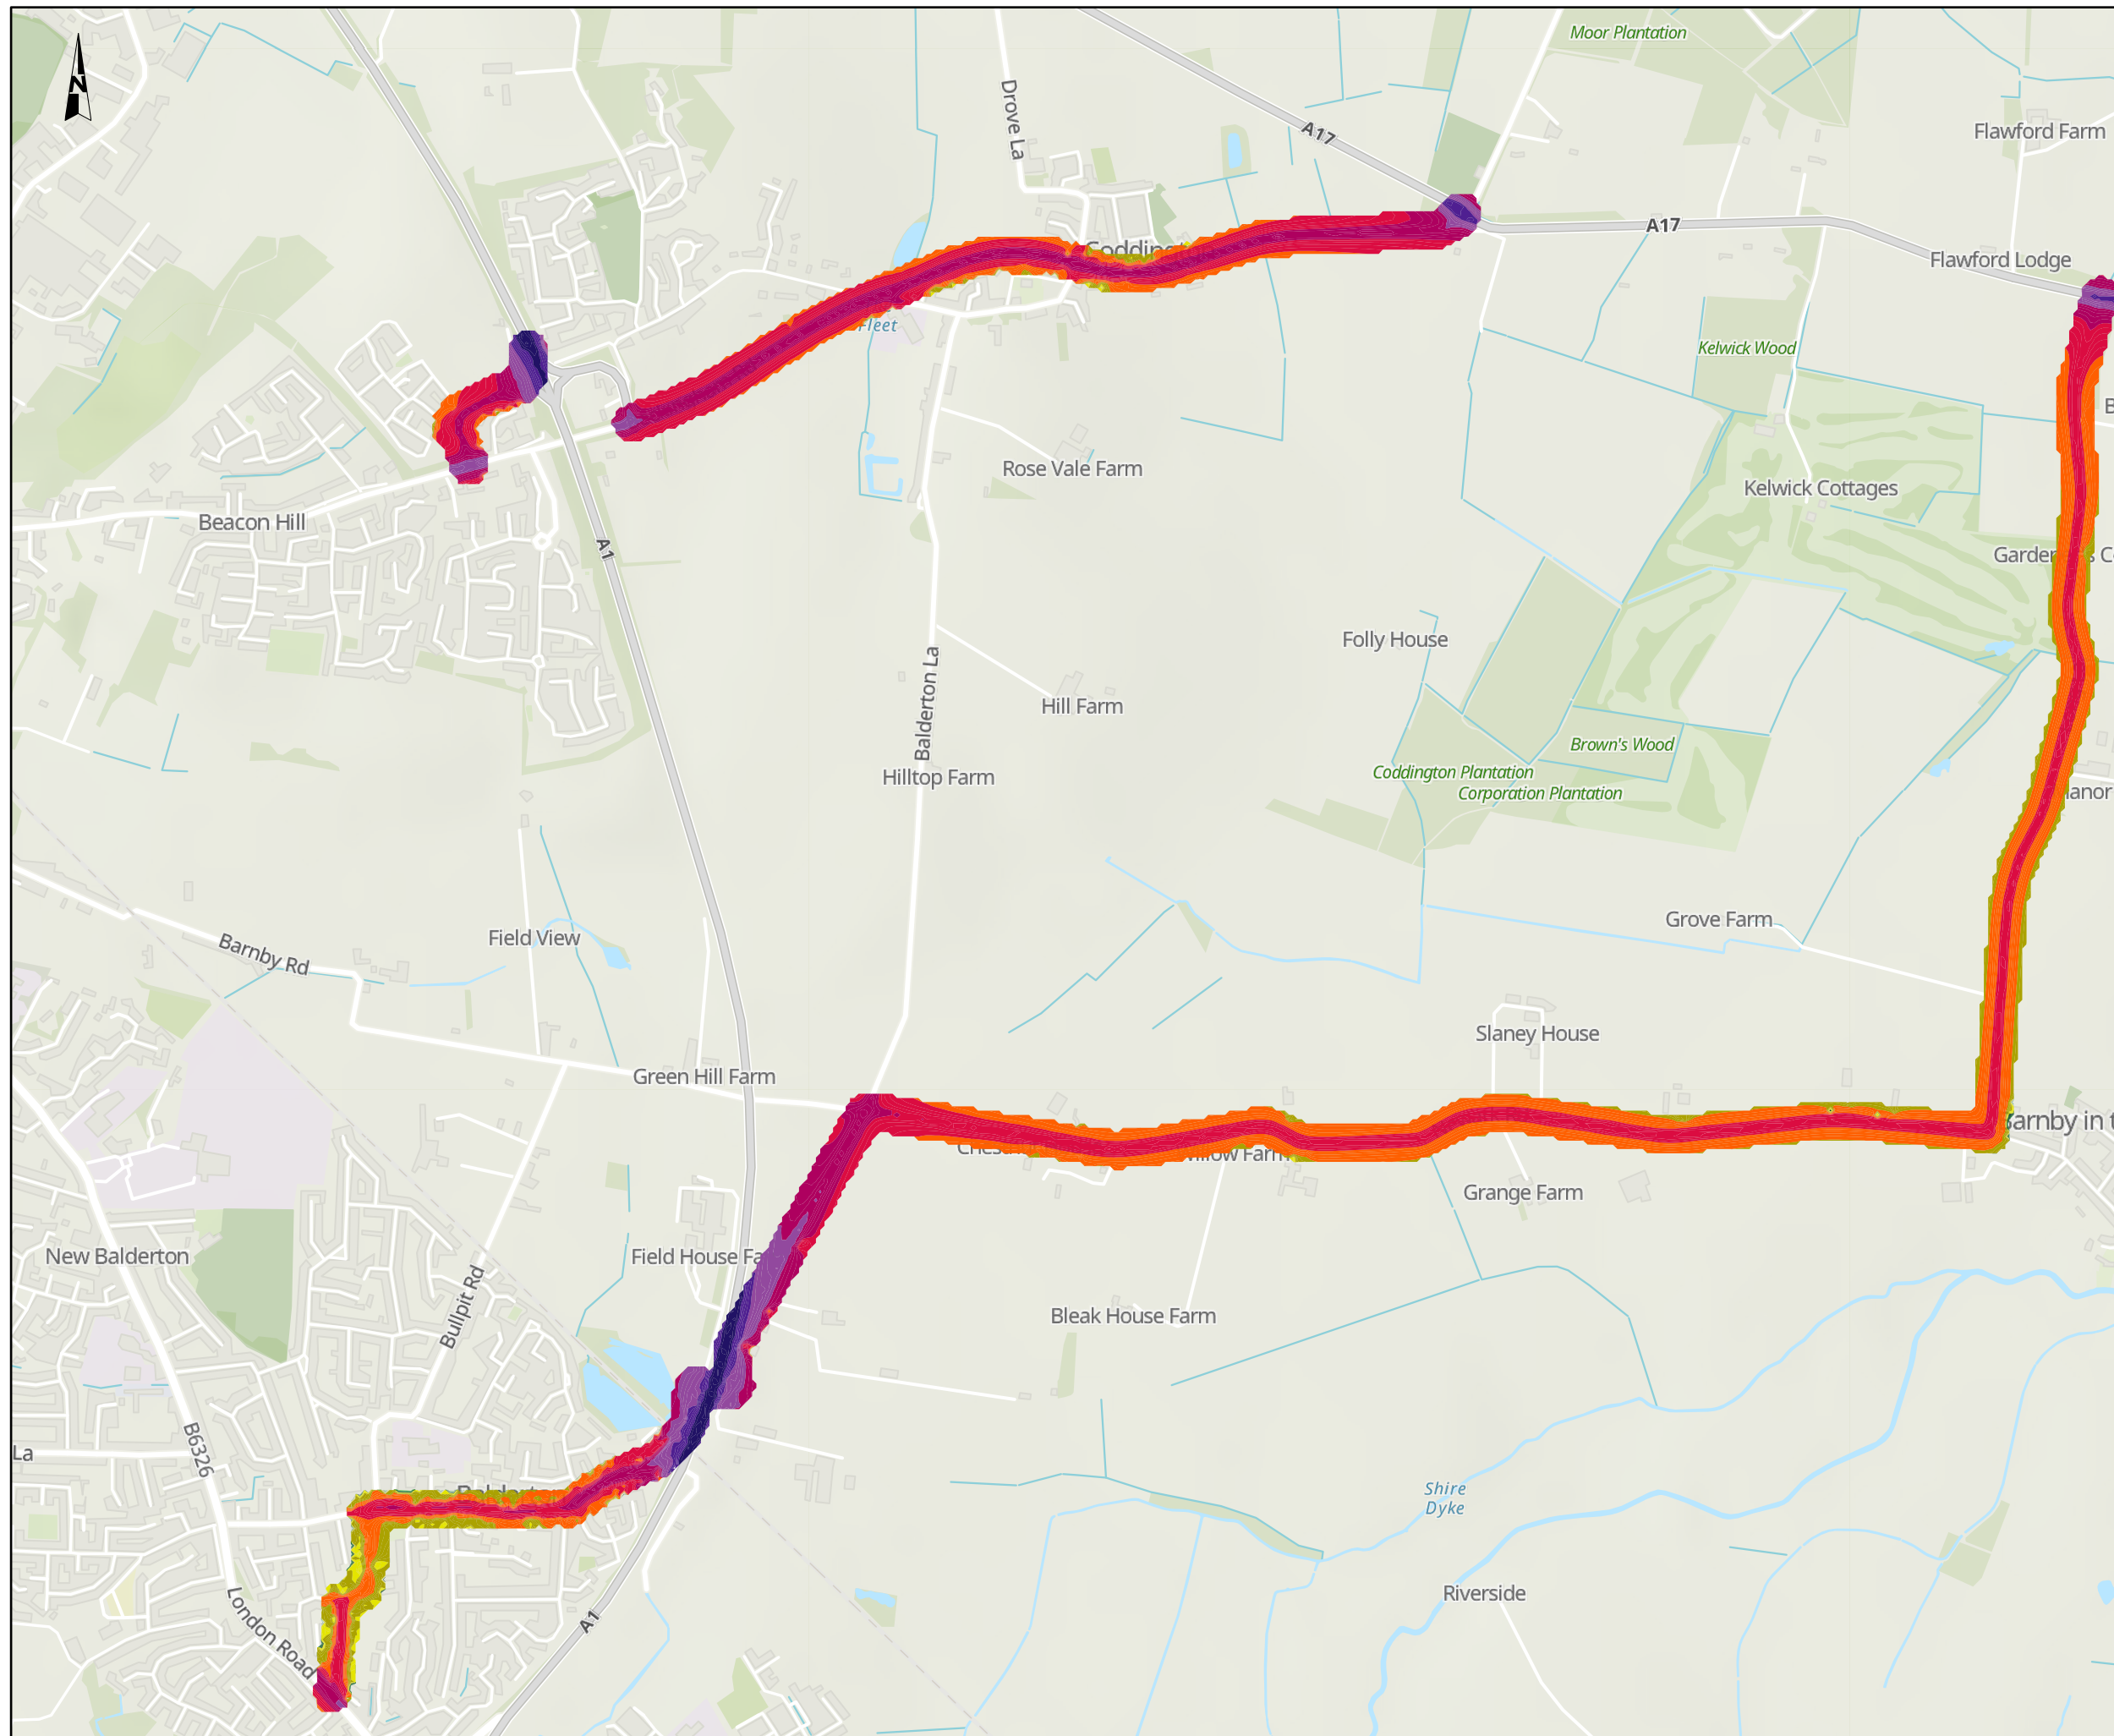 Moor Plantation
N
Drove La
A17
Flawford Farm
A17
Flawford Lodge
Fleet
Kelwick Wood
Rose Vale Farm
Kelwick Cottages
Beacon Hill
A1
Folly House
Balderton La
Hill Farm
Brown's Wood
Hilltop Farm
Coddington Plantation
Corporation Plantation
Grove Farm
Barnby Rd
Field View
Slaney House
Green Hill Farm
Grange Farm
New Balderton
Field House Fa
Bullpit Rd
Bleak House Farm
B6326
La
Shire
Dyke
London Road
A1
Riverside